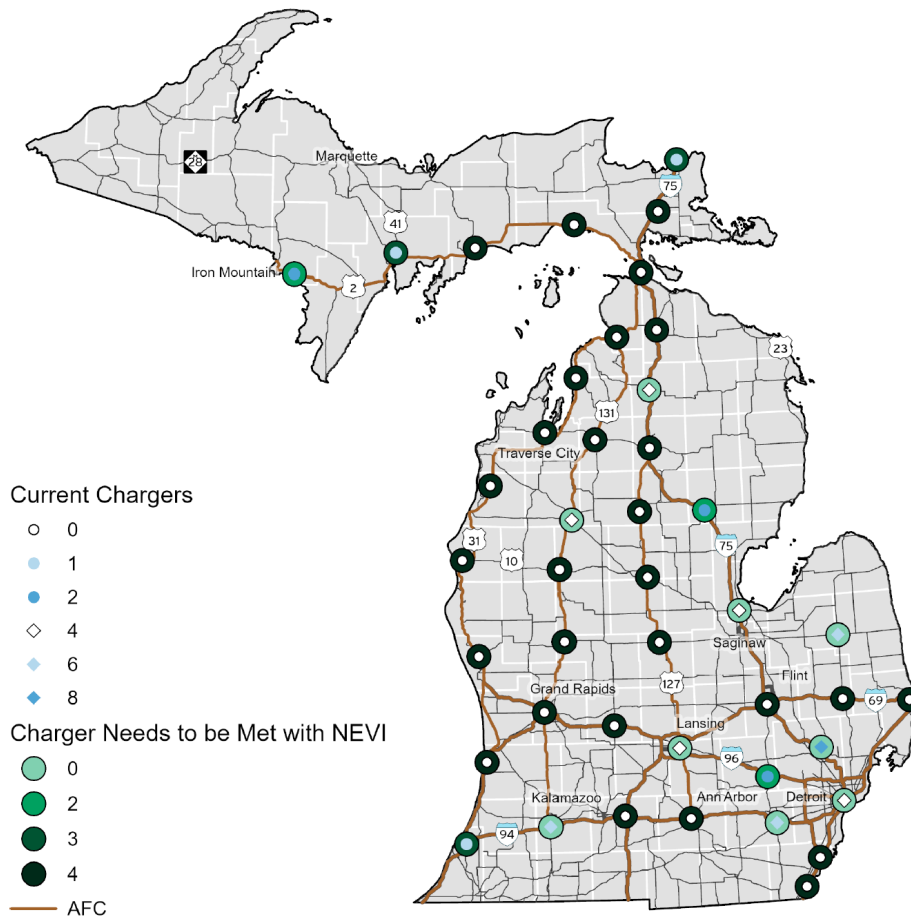 Marquette
28
75
41
Iron Mountain
2
23
131
Traverse City
Current Chargers
0
1
31
10
75
2
4
Saginaw
6
Flint
8
127
Grand Rapids
69
Charger Needs to be Met with NEVI
Lansing
0
96
2
Kalamazoo
Ann Arbor
Detroit
3
94
4
AFC